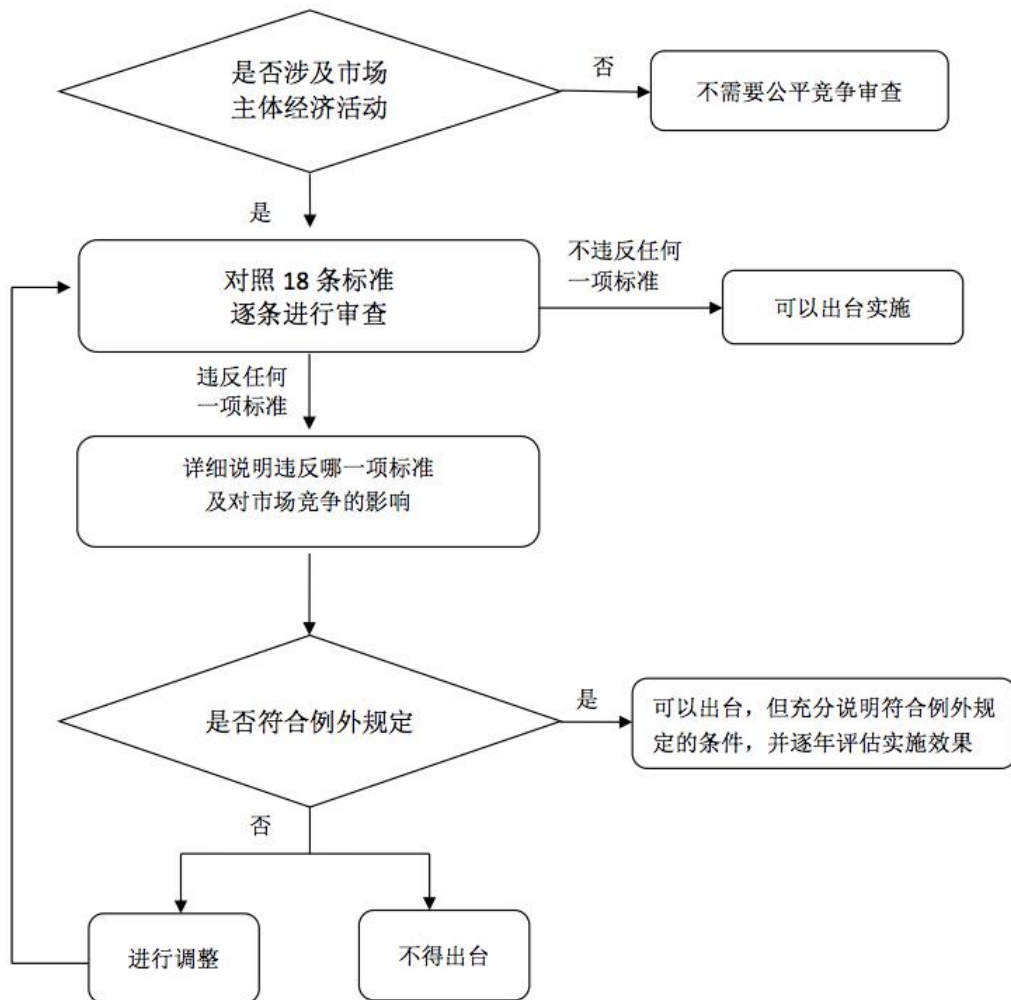 是否涉及市场
主体经济活动
否
不需要公平竞争审查
是
对照 18 条标准
逐条进行审查
不违反任何
一项标准
可以出台实施
违反任何
一项标准
详细说明违反哪一项标准
及对市场竞争的影响
是否符合例外规定
是
可以出台，但充分说明符合例外规
定的条件，并逐年评估实施效果
否
进行调整
不得出台